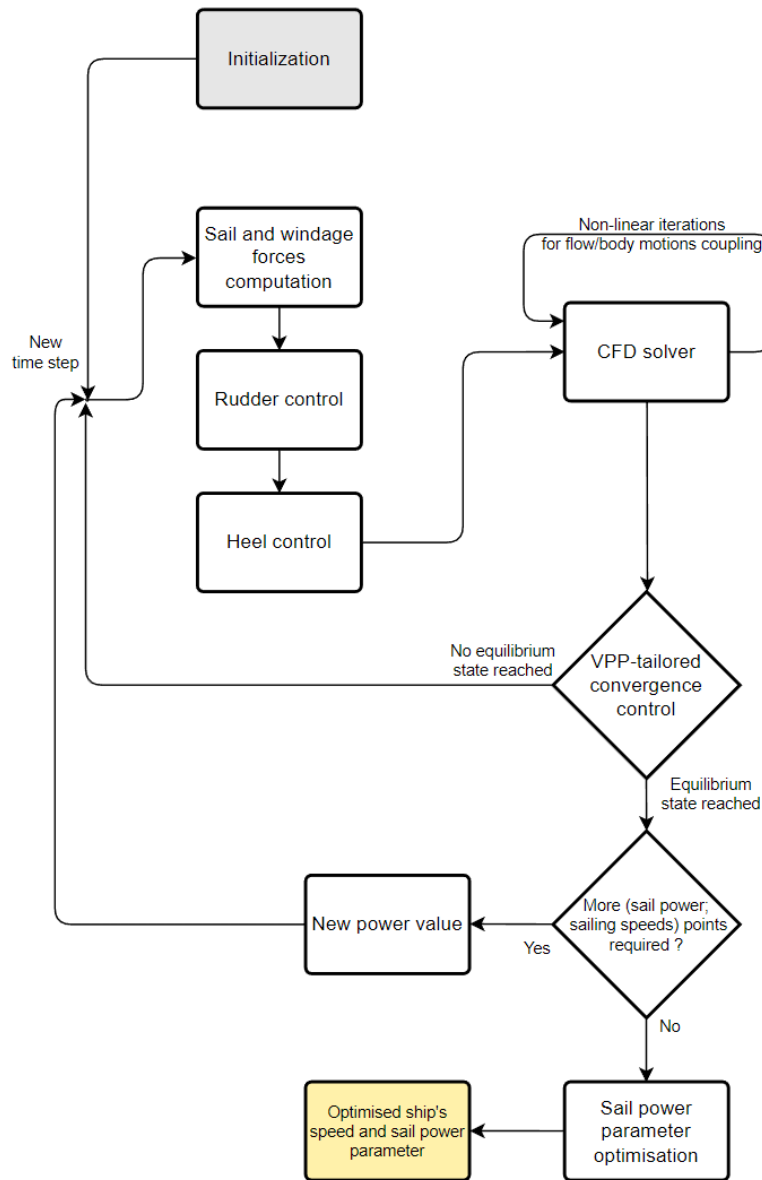 Initialization
Sail and windage
forces
computation
Non-linear iterations
for flow/body motions coupling
New
time step
CFD solver
Rudder control
Heel control
No equilibrium
state reached
VPP-tailored
convergence
control
Equilibrium
state reached
New power value
Yes
More (sail power;
sailing speeds) points
required ?
No
Optimised ship's
speed and sail power
parameter
Sail power
parameter
optimisation